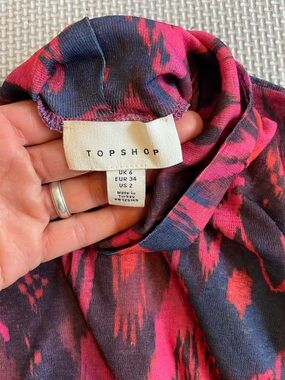 TOPSHOP
UK 6
EUR 34
US 2
Made in
Turkey